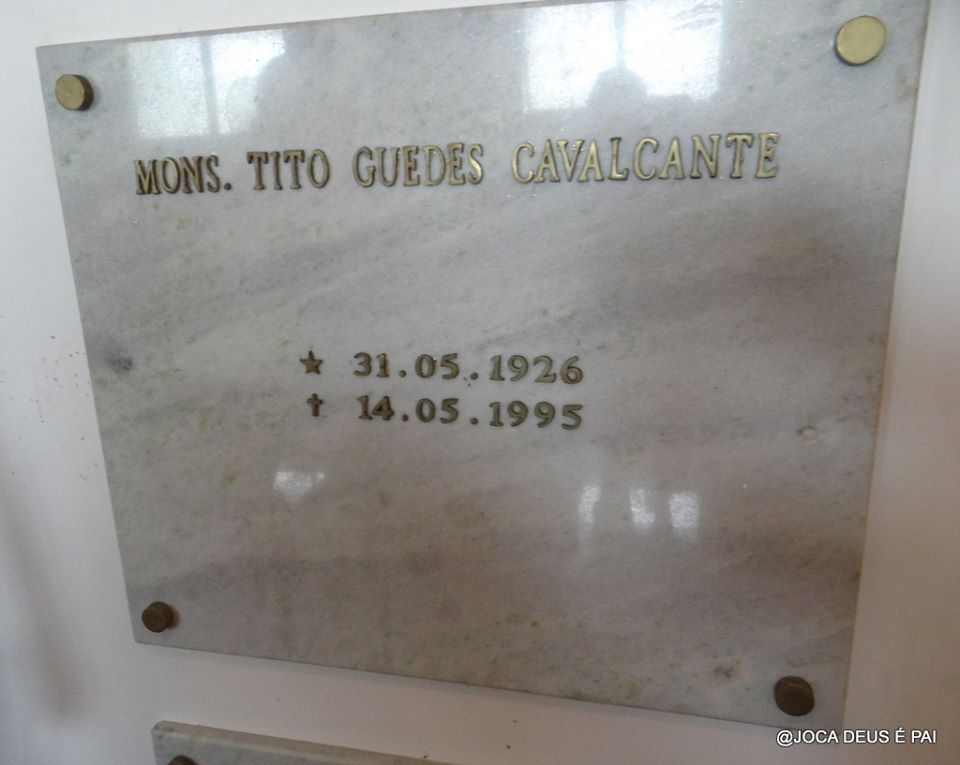 MONS. TITO GUEDES CAVALCANTE
★ 31.05.1926
✝ 14.05.1995
@JOCA DEUS É PAI